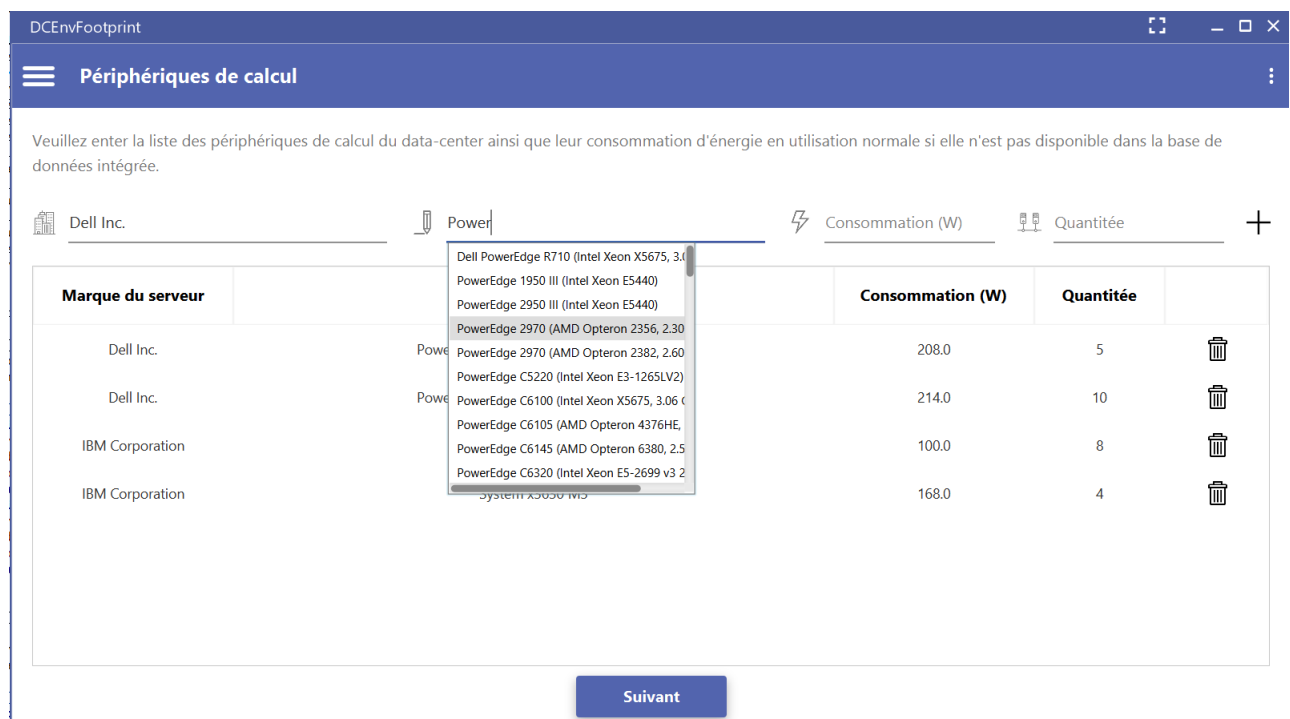 DCEnvFootprint
Périphériques de calcul
Veuillez enter la liste des périphériques de calcul du data-center ainsi que leur consommation d'énergie en utilisation normale si elle n'est pas disponible dans la base de
données intégrée.
Dell Inc. Power Consommation (W) Quantitée
Dell PowerEdge R710 (Intel Xeon X5675, 3.0
PowerEdge 1950 III (Intel Xeon E5440)
PowerEdge 2950 III (Intel Xeon E5440)
PowerEdge 2970 (AMD Opteron 2356, 2.30
PowerEdge 2970 (AMD Opteron 2382, 2.60
PowerEdge C5220 (Intel Xeon E3-1265LV2)
PowerEdge C6100 (Intel Xeon X5675, 3.06
PowerEdge C6105 (AMD Opteron 4376HE,
PowerEdge C6145 (AMD Opteron 6380, 2.5
PowerEdge C6320 (Intel Xeon E5-2699 v3 2
Marque du serveur Consommation (W) Quantitée
Dell Inc. Powe 208.0 5
Dell Inc. Powe 214.0 10
IBM Corporation 100.0 8
IBM Corporation System x3650 M3 168.0 4
Suivant